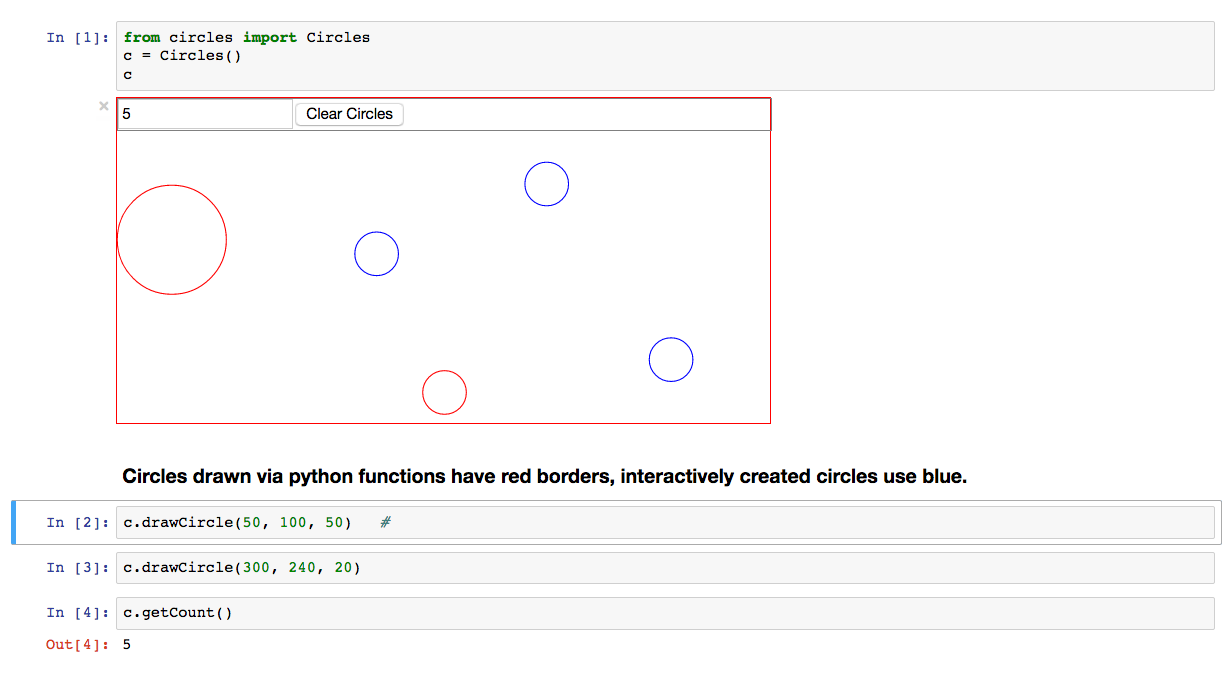 In [1]: from circles import Circles
c = Circles()
c
×
5 Clear Circles
Circles drawn via python functions have red borders, interactively created circles use blue.
In [2]: c.drawCircle(50, 100, 50)   #
In [3]: c.drawCircle(300, 240, 20)
In [4]: c.getCount()
Out[4]: 5